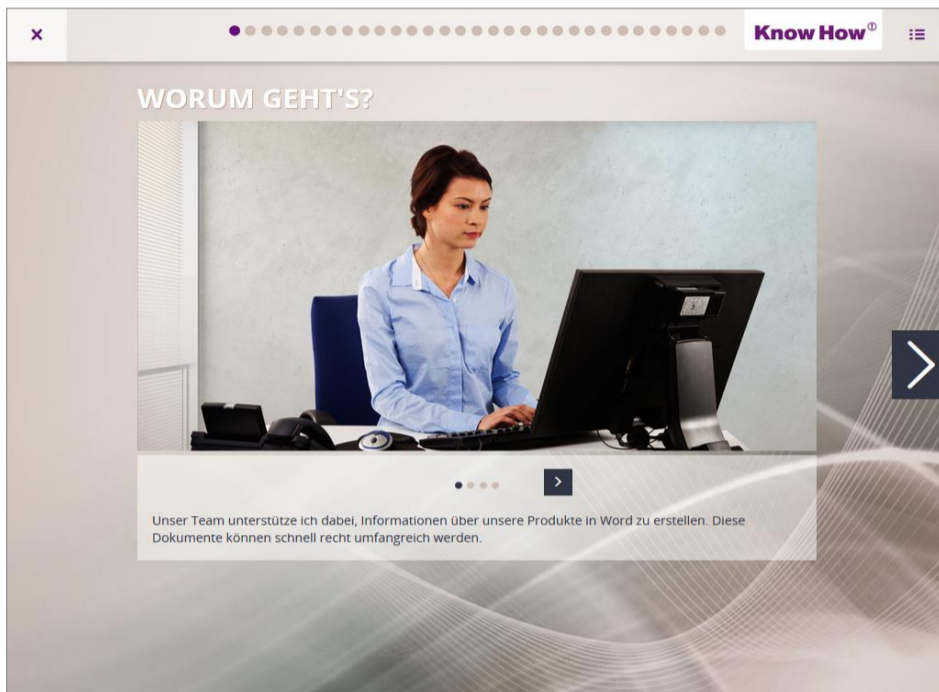 Know How
WORUM GEHT'S?
Unser Team unterstütze ich dabei, Informationen über unsere Produkte in Word zu erstellen. Diese
Dokumente können schnell recht umfangreich werden.